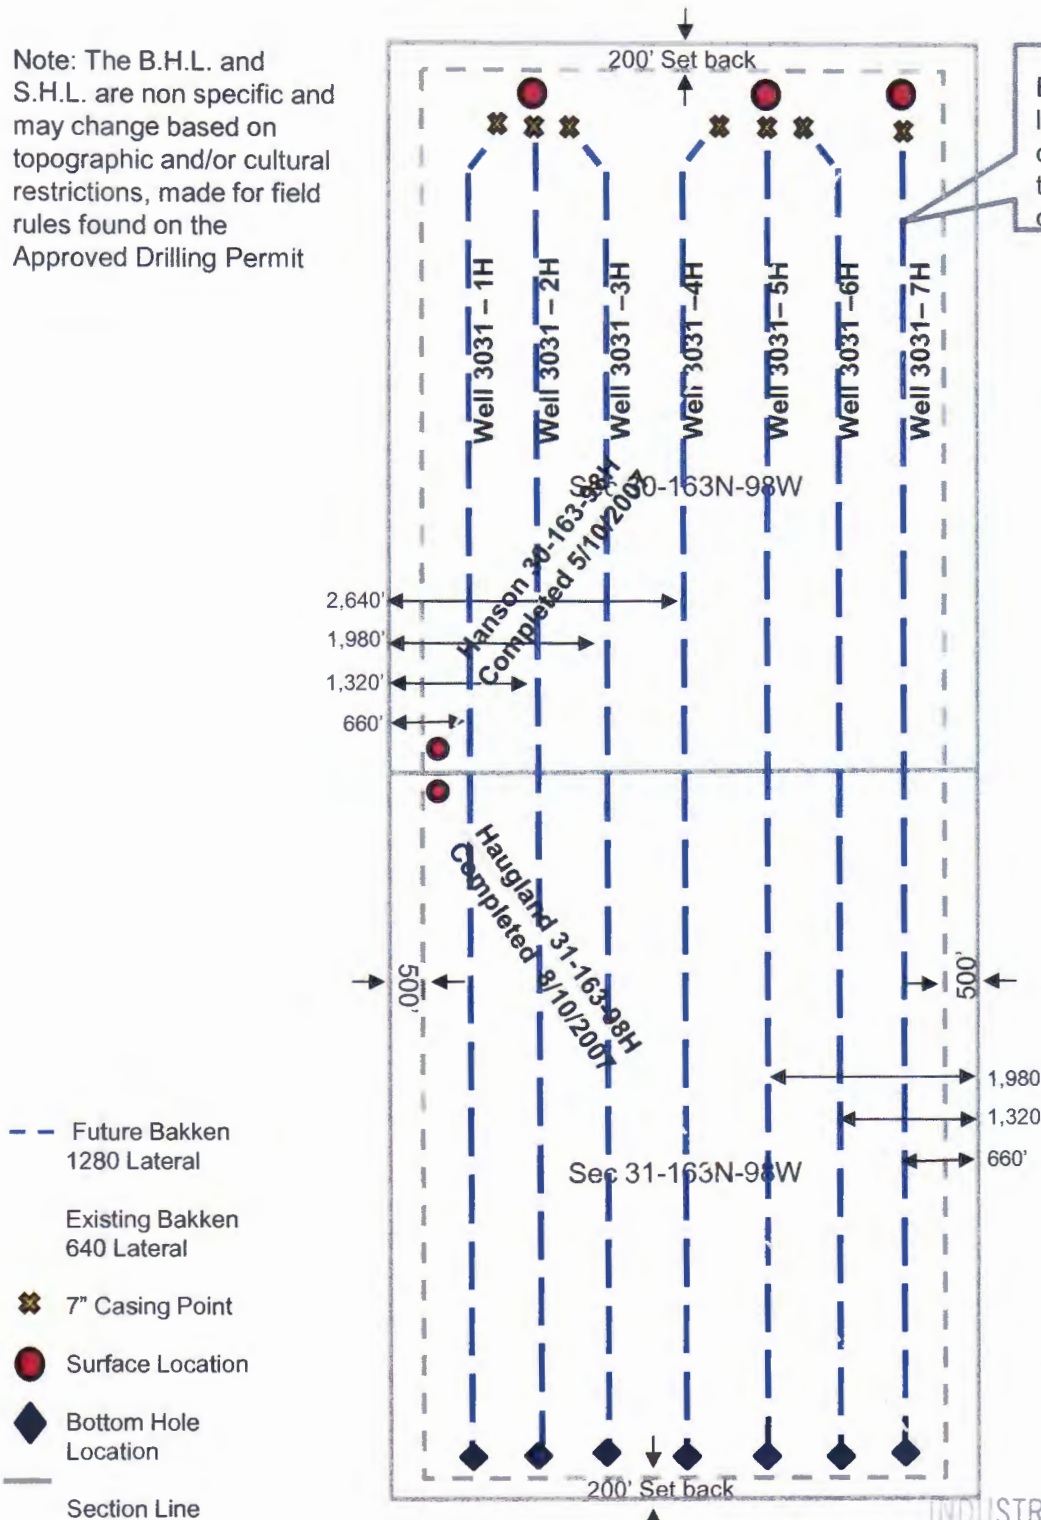 Note: The B.H.L. and
S.H.L. are non specific and
may change based on
topographic and/or cultural
restrictions, made for field
rules found on the
Approved Drilling Permit
200' Set back
Well 3031 – 1H
Well 3031 – 2H
Well 3031 –3H
Well 3031 –4H
Well 3031– 5H
Well 3031 –6H
Well 3031– 7H
Sec 30-163N-98W
Hanson 30-163-98H
Completed 5/10/2007
2,640'
1,980'
1,320'
660'
Haugland 31-163-98H
Completed 8/10/2007
500'
500'
1,980
1,320
660'
Sec 31-163N-98W
200' Set back
Future Bakken
1280 Lateral
Existing Bakken
640 Lateral
7" Casing Point
Surface Location
Bottom Hole
Location
Section Line